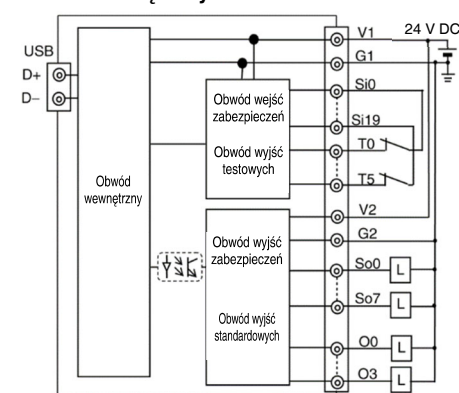 V1
24 V DC
USB
G1
D+
Si0
D–
Obwód wejść
zabezpieczeń
Si19
T0
Obwód wyjść
testowych
Obwód
wewnętrzny
T5
V2
G2
Obwód wyjść
zabezpieczeń
So0
L
So7
L
Obwód wyjść
standardowych
O0
L
O3
L